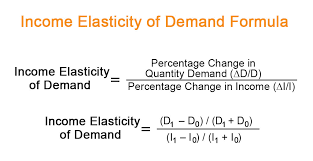 Income Elasticity of Demand Formula
Income Elasticity of Demand = Percentage Change in Quantity Demand (ΔD/D) / Percentage Change in Income (ΔI/I)
Income Elasticity of Demand = (D₁ – D₀) / (D₁ + D₀) / (I₁ – I₀) / (I₁ + I₀)